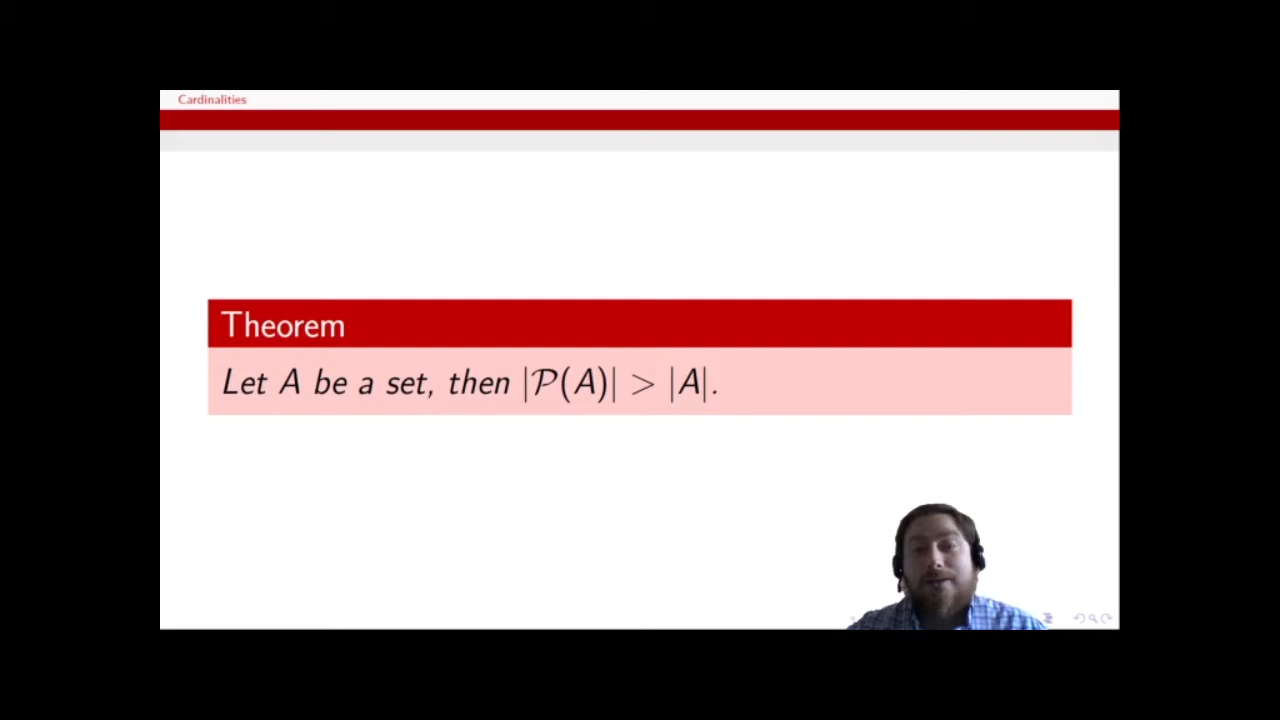 Cardinalities
Theorem
Let A be a set, then |𝒫(A)| > |A|.